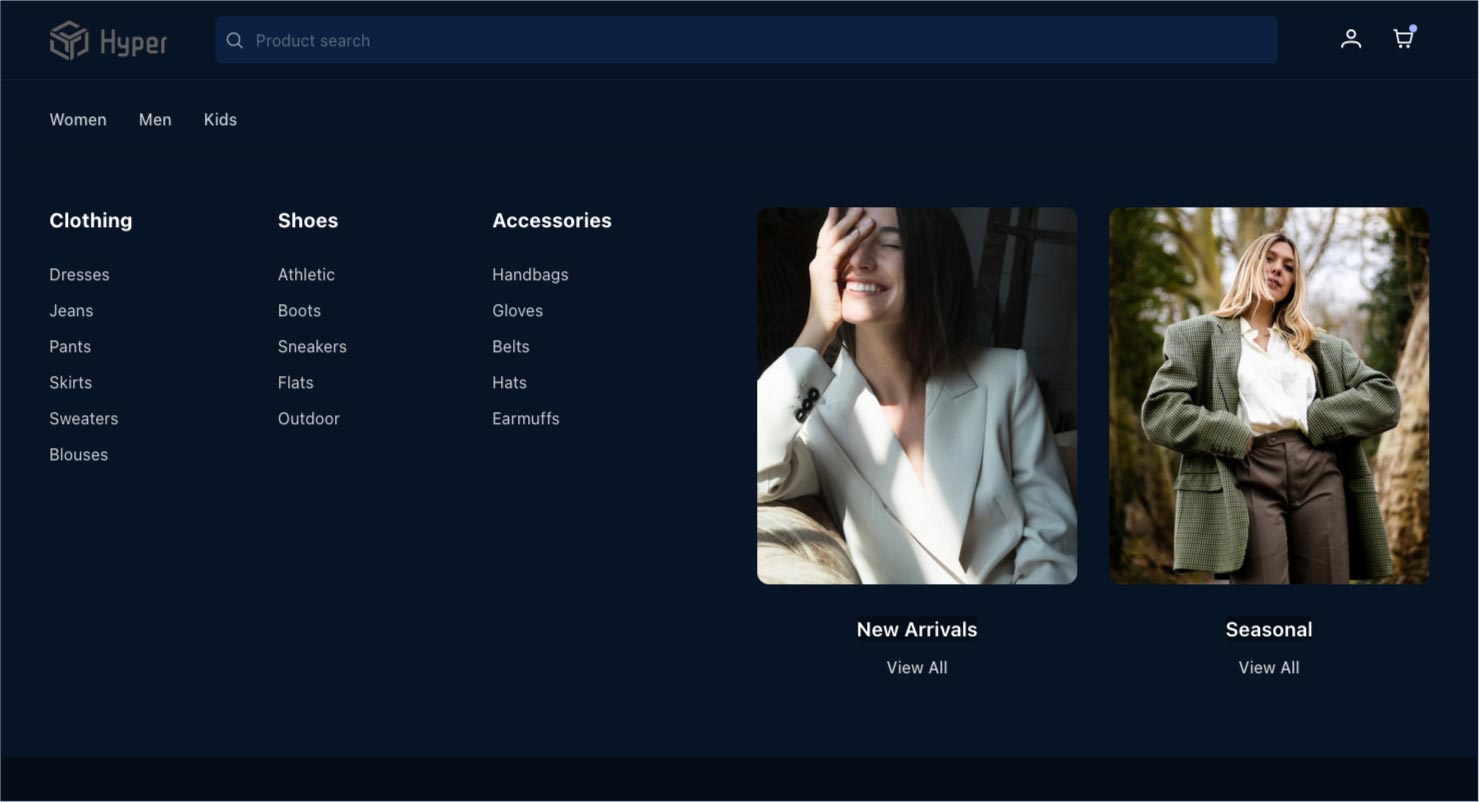 Hyper
Product search
Women Men Kids
Clothing
Dresses
Jeans
Pants
Skirts
Sweaters
Blouses
Shoes
Athletic
Boots
Sneakers
Flats
Outdoor
Accessories
Handbags
Gloves
Belts
Hats
Earmuffs
New Arrivals
View All
Seasonal
View All